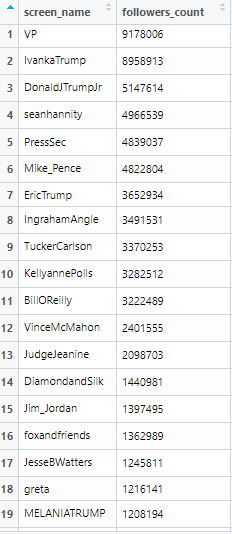 screen_name followers_count
1 VP 9178006
2 IvankaTrump 8958913
3 DonaldJTrumpJr 5147614
4 seanhannity 4966539
5 PressSec 4839037
6 Mike_Pence 4822804
7 EricTrump 3652934
8 IngrahamAngle 3491531
9 TuckerCarlson 3370253
10 KellyannePolls 3282512
11 BillOReilly 3222489
12 VinceMcMahon 2401555
13 JudgeJeanine 2098703
14 DiamondandSilk 1440981
15 Jim_Jordan 1397495
16 foxandfriends 1362989
17 JesseBWatters 1245811
18 greta 1216141
19 MELANIATRUMP 1208194